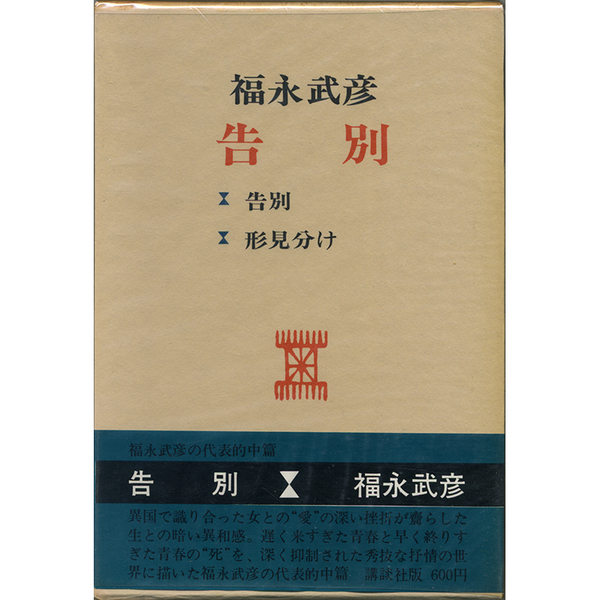 福永武彦
告別
告別
形見分け
福永武彦の代表的中篇
告別 福永武彦
異国で識り合った女との“愛”の深い挫折が齎らした
生との暗い異和感。遅く来すぎた青春と早く終りす
ぎた青春の“死”を、深く抑制された秀抜な抒情の世
界に描いた福永武彦の代表的中篇 講談社版 600円